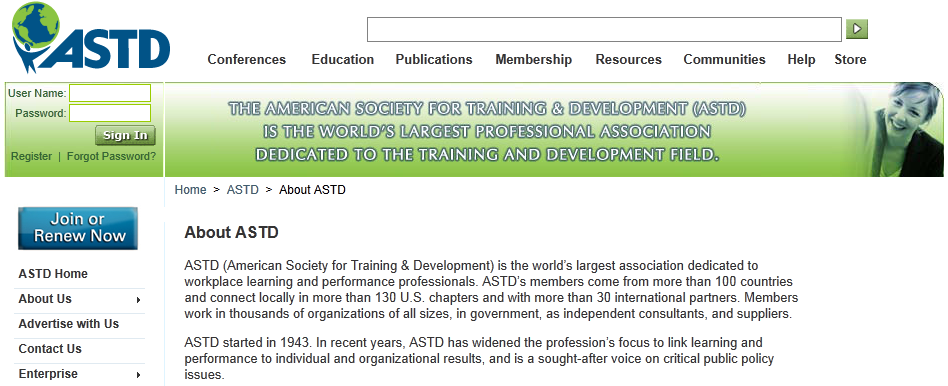 ASTD
Conferences Education Publications Membership Resources Communities Help Store
User Name:
Password:
Sign In
Register | Forgot Password?
THE AMERICAN SOCIETY FOR TRAINING & DEVELOPMENT (ASTD)
IS THE WORLD'S LARGEST PROFESSIONAL ASSOCIATION
DEDICATED TO THE TRAINING AND DEVELOPMENT FIELD.
Home > ASTD > About ASTD
Join or
Renew Now
ASTD Home
About Us
Advertise with Us
Contact Us
Enterprise
About ASTD
ASTD (American Society for Training & Development) is the world's largest association dedicated to
workplace learning and performance professionals. ASTD's members come from more than 100 countries
and connect locally in more than 130 U.S. chapters and with more than 30 international partners. Members
work in thousands of organizations of all sizes, in government, as independent consultants, and suppliers.
ASTD started in 1943. In recent years, ASTD has widened the profession's focus to link learning and
performance to individual and organizational results, and is a sought-after voice on critical public policy
issues.